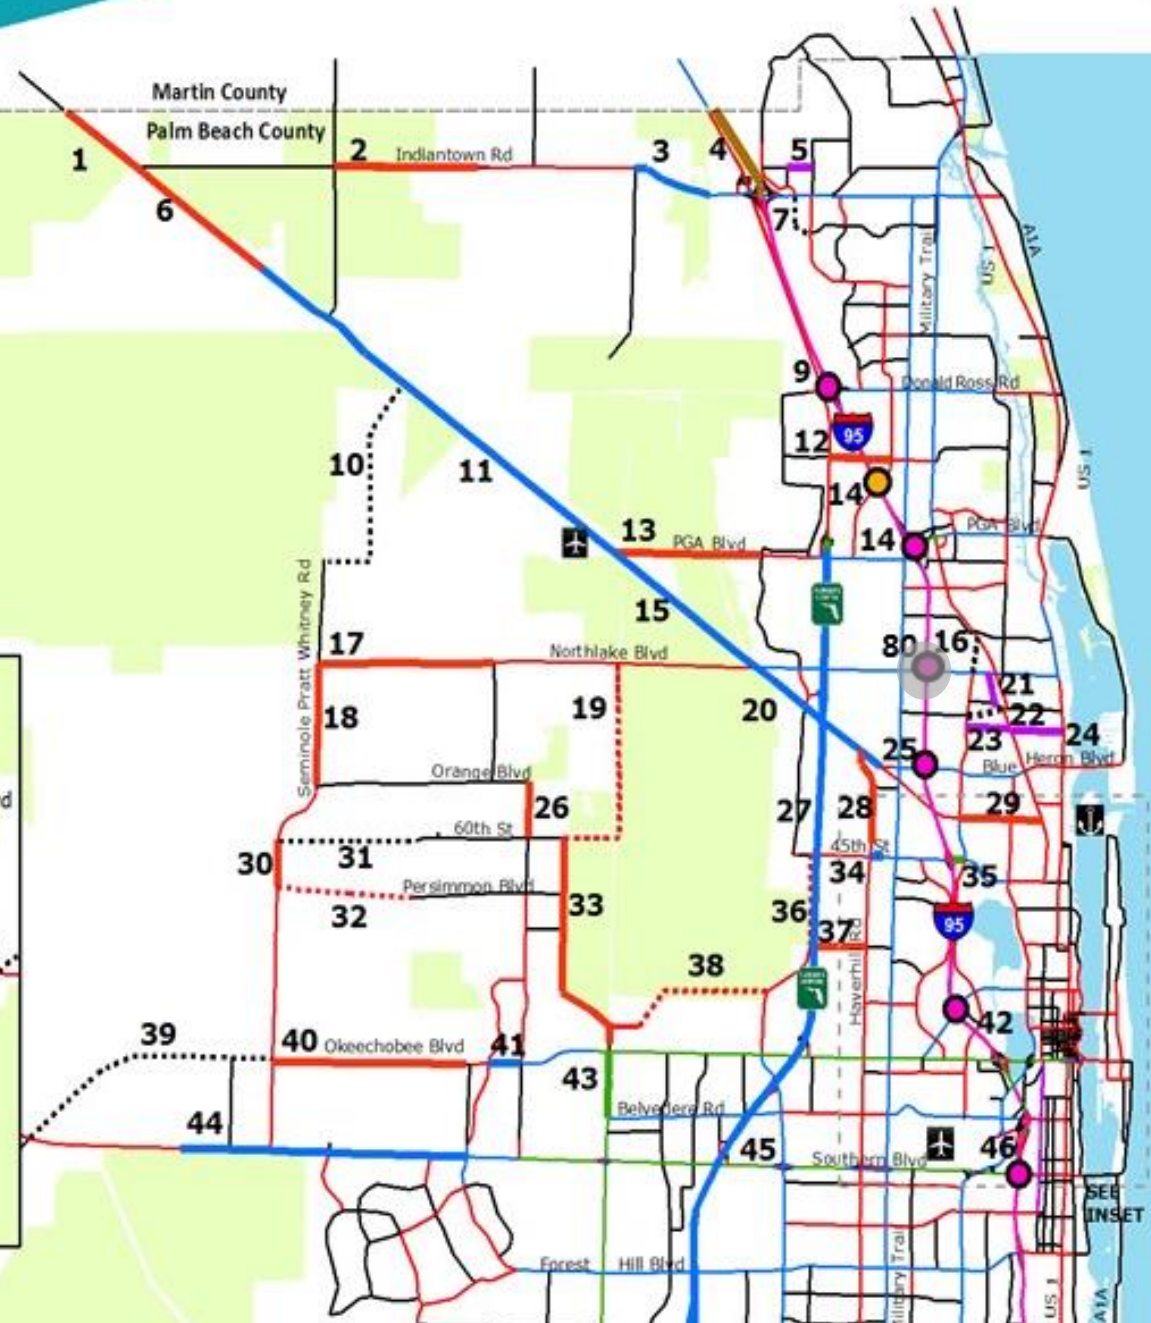 Martin County
Palm Beach County
1
2
Indiantown Rd
3
4
5
6
7
A1A
Military Trai
US 1
9
Donald Ross Rd
95
12
10
11
14
US 1
13
PGA Blvd
14
PGA Blvd
Seminole Pratt Whitney Rd
15
17
Northlake Blvd
80
16
18
19
20
21
22
23
24
25
Blue Heron Blvd
Orange Blvd
26
27
28
29
60th St
45th St
30
31
34
35
Persimmon Blvd
32
33
36
37
95
38
Haverhill Rd
39
40
Okeechobee Blvd
41
42
43
44
Belvedere Rd
45
Southern Blvd
46
SEE
INSET
Forest Hill Blvd
Military Trai
US 1
A1A
d